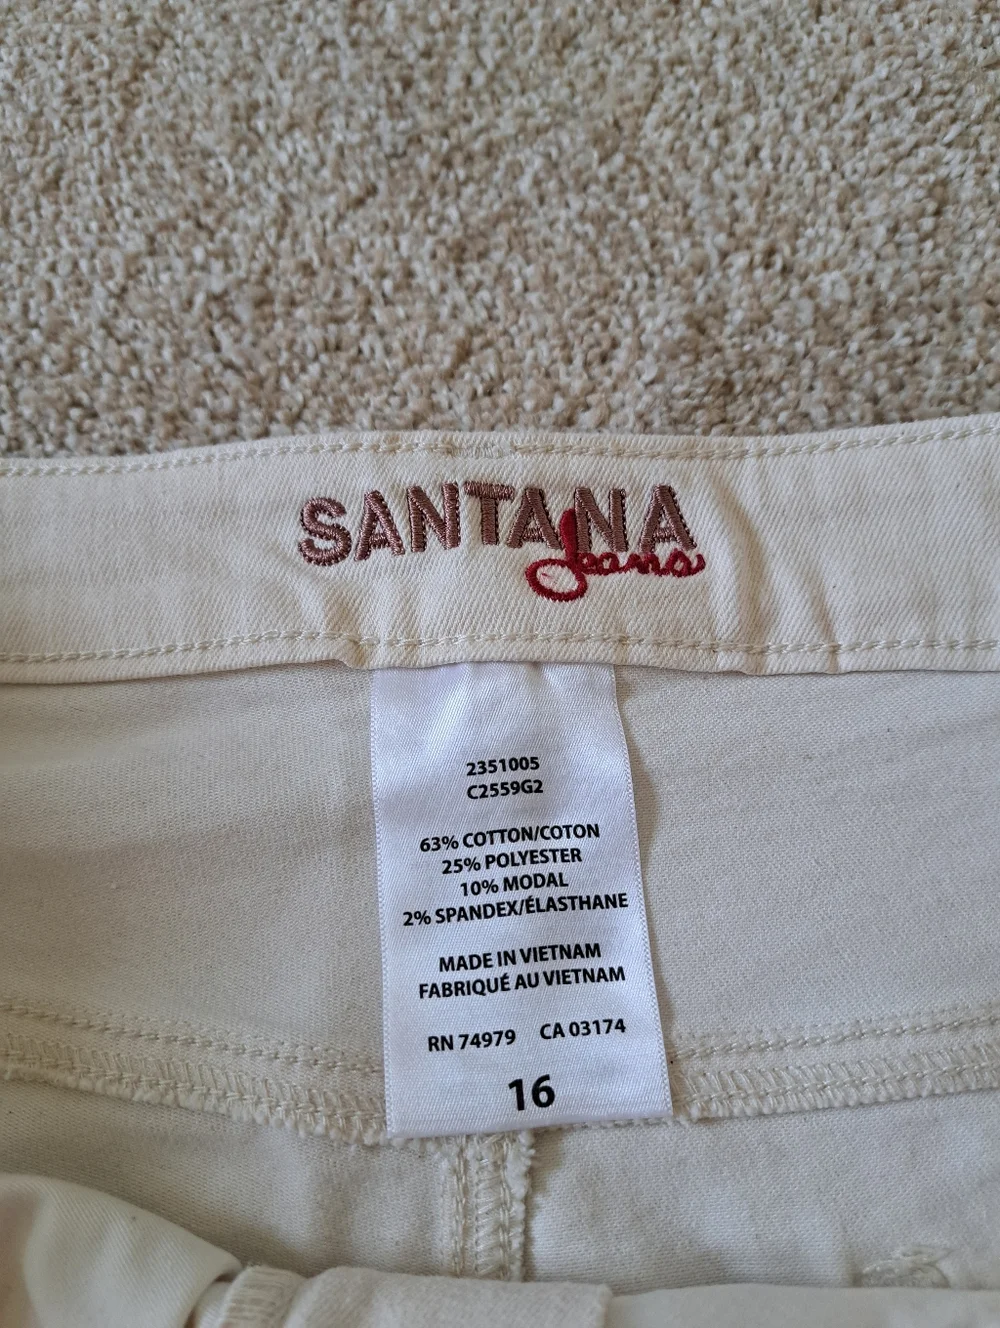 SANTANA
Jeans
2351005
C2559G2
63% COTTON/COTON
25% POLYESTER
10% MODAL
2% SPANDEX/ÉLASTHANE
MADE IN VIETNAM
FABRIQUÉ AU VIETNAM
RN 74979 CA 03174
16